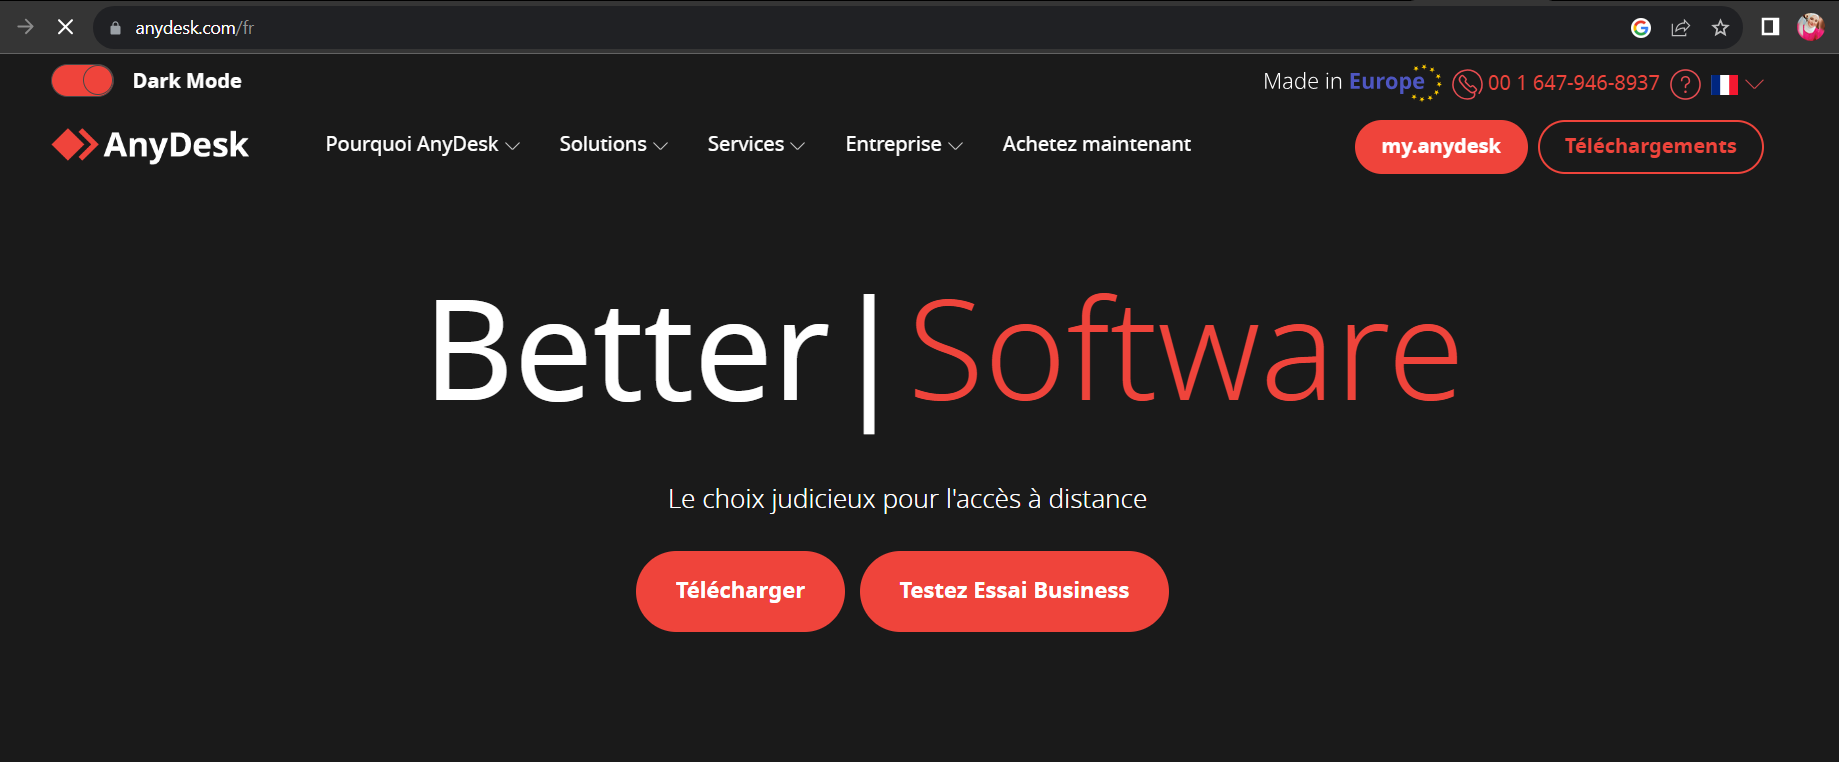 anydesk.com/fr
Dark Mode
Made in Europe 00 1 647-946-8937 ?
AnyDesk Pourquoi AnyDesk Solutions Services Entreprise Achetez maintenant my.anydesk Téléchargements
Better|Software
Le choix judicieux pour l'accès à distance
Télécharger Testez Essai Business